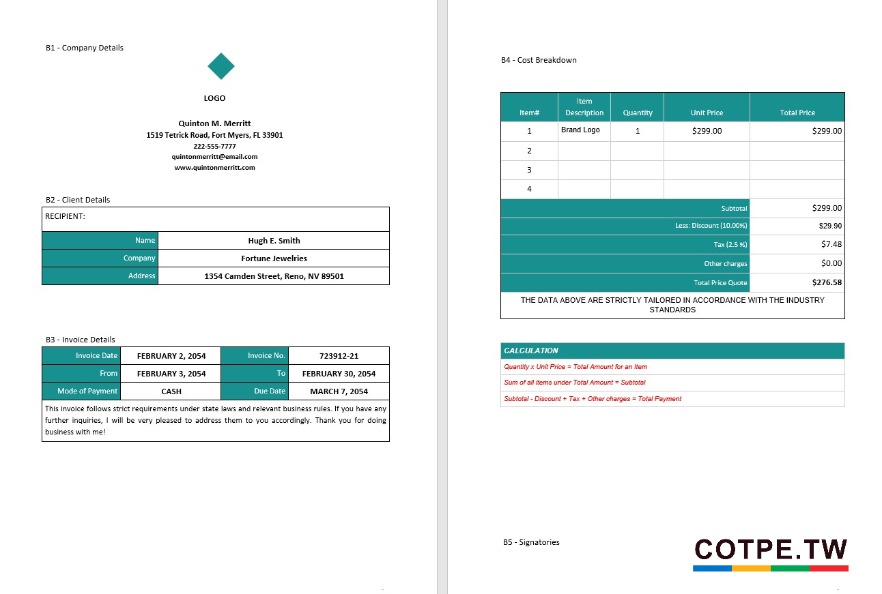 B1 - Company Details
LOGO
Quinton M. Merritt
1519 Tetrick Road, Fort Myers, FL 33901
222-555-7777
quintonmerritt@email.com
www.quintonmerritt.com
B2 - Client Details
RECIPIENT:
Name Hugh E. Smith
Company Fortune Jewelries
Address 1354 Camden Street, Reno, NV 89501
B3 - Invoice Details
Invoice Date FEBRUARY 2, 2054 Invoice No. 723912-21
From FEBRUARY 3, 2054 To FEBRUARY 30, 2054
Mode of Payment CASH Due Date MARCH 7, 2054
This invoice follows strict requirements under state laws and relevant business rules. If you have any
further inquiries, I will be very pleased to address them to you accordingly. Thank you for doing
business with me!
B4 - Cost Breakdown
Item# Item Description Quantity Unit Price Total Price
1 Brand Logo 1 $299.00 $299.00
2
3
4
Subtotal $299.00
Less: Discount (10.00%) $29.90
Tax (2.5 %) $7.48
Other charges $0.00
Total Price Quote $276.58
THE DATA ABOVE ARE STRICTLY TAILORED IN ACCORDANCE WITH THE INDUSTRY
STANDARDS
CALCULATION
Quantity x Unit Price = Total Amount for an Item
Sum of all items under Total Amount = Subtotal
Subtotal - Discount + Tax + Other charges = Total Payment
B5 - Signatories
COTPE.TW